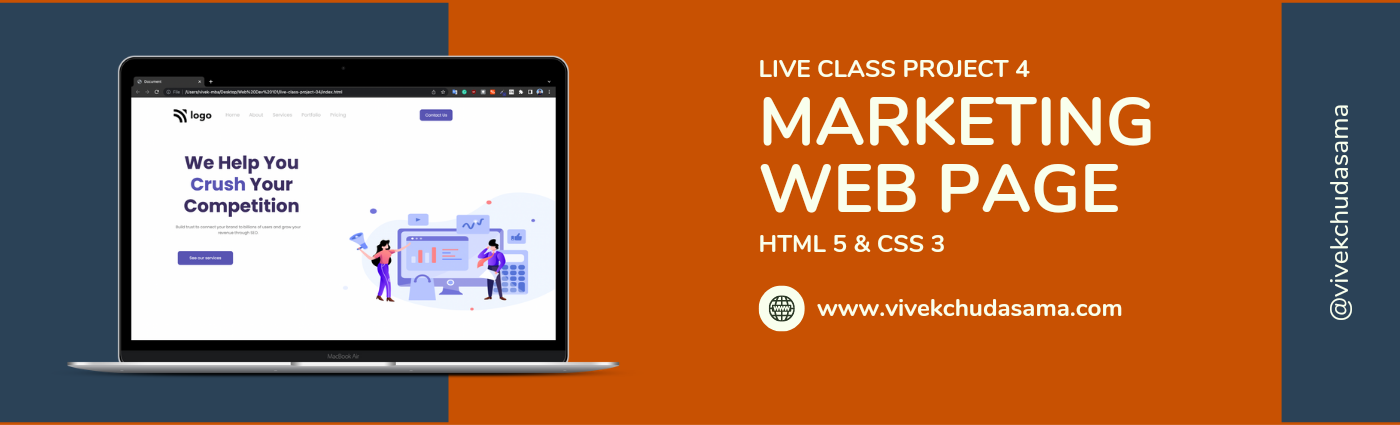 Document
File
/Users/vivek-mba/Desktop/Web%20Dev%20101/live-class-project-04/index.html
logo
Home About Services Portfolio Pricing
Contact Us
We Help You
Crush Your
Competition
Build trust to connect your brand to billions of users and grow your
revenue through SEO.
See our services
MacBook Air
LIVE CLASS PROJECT 4
MARKETING
WEB PAGE
HTML 5 & CSS 3
WWW
www.vivekchudasama.com
@vivekchudasama